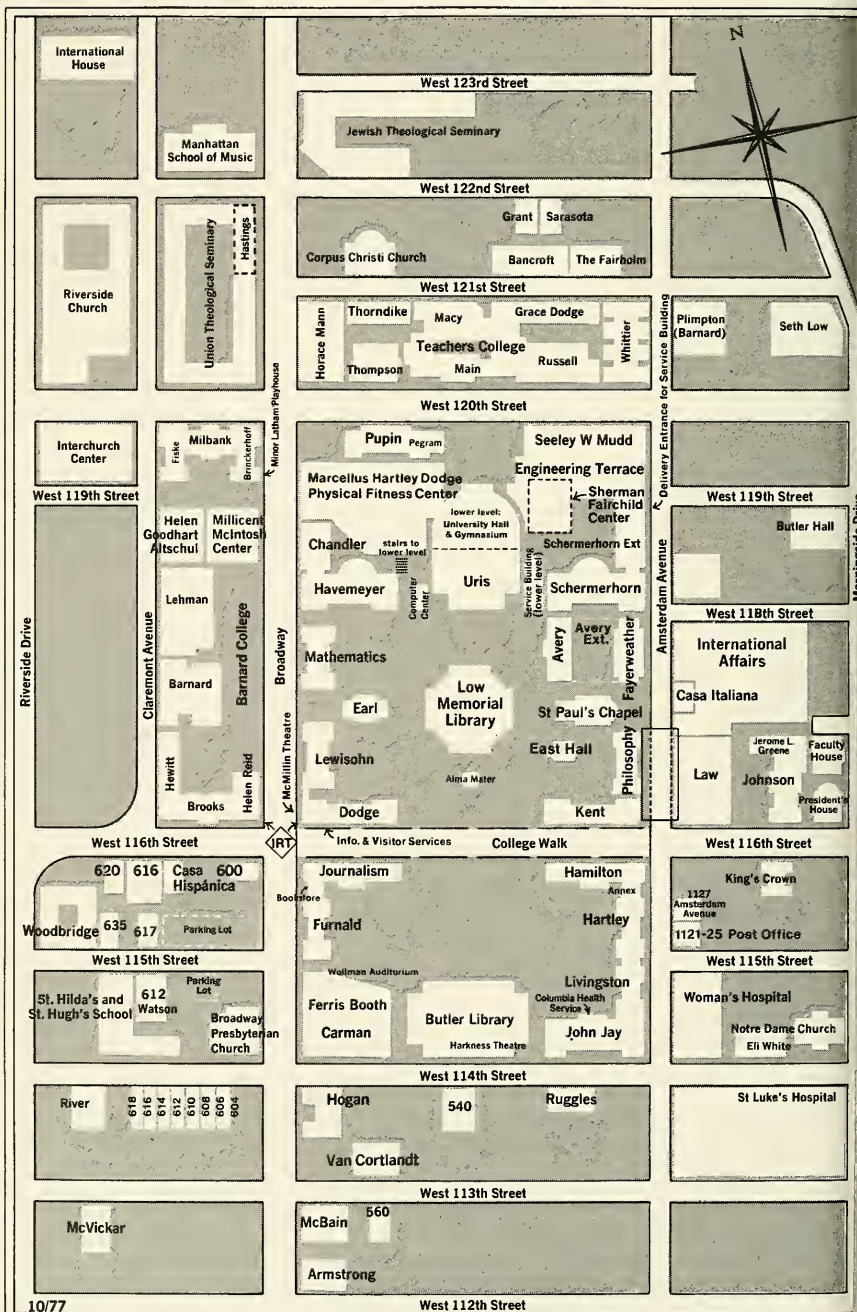 International
House
Manhattan
School of Music
West 123rd Street
Jewish Theological Seminary
N
West 122nd Street
Riverside
Church
Union Theological Seminary
Hastings
Corpus Christi Church
Grant
Sarasota
Bancroft
The Fairholm
West 121st Street
Horace Mann
Thorndike
Macy
Grace Dodge
Teachers College
Thompson
Main
Russell
Whittier
Plimpton
(Barnard)
Seth Low
Minor Latham Playhouse
Delivery Entrance for Service Building
West 120th Street
Interchurch
Center
Fiske
Milbank
Brinckerhoff
West 119th Street
Pupin
Pegram
Seeley W Mudd
Marcellus Hartley Dodge
Physical Fitness Center
Engineering Terrace
Sherman
Fairchild
Center
West 119th Street
lower level:
University Hall
& Gymnasium
Helen
Goodhart
Altschul
Millicent
McIntosh
Center
Chandler
stairs to
lower level
Schermerhorn Ext
Butler Hall
Havemeyer
Computer
Center
Uris
Service Building
(lower level)
Schermerhorn
Lehman
West 118th Street
Riverside Drive
Claremont Avenue
Barnard College
Broadway
Amsterdam Avenue
Mathematics
Avery
Avery
Ext.
Fayerweather
International
Affairs
Casa Italiana
Barnard
Earl
Low
Memorial
Library
St Paul's Chapel
East Hall
Philosophy
McMillin Theatre
Hewitt
Helen Reid
Lewisohn
Alma Mater
Law
Jerome L.
Greene
Johnson
Faculty
House
President's
House
Brooks
Dodge
Kent
West 116th Street
IRT
Info. & Visitor Services
College Walk
West 116th Street
620
616
Casa
Hispánica
600
Journalism
Hamilton
King's Crown
Bookstore
Annex
1127
Amsterdam
Avenue
Woodbridge
635
617
Parking Lot
Furnald
Hartley
1121-25 Post Office
West 115th Street
West 115th Street
Wollman Auditorium
Livingston
St. Hilda's and
St. Hugh's School
612
Watson
Parking
Lot
Broadway
Presbyterian
Church
Ferris Booth
Carman
Butler Library
Harkness Theatre
Columbia Health
Service
John Jay
Woman's Hospital
Notre Dame Church
Eli White
West 114th Street
River
618
616
614
612
610
608
606
604
Hogan
540
Ruggles
St Luke's Hospital
Van Cortlandt
West 113th Street
McVickar
McBain
560
Armstrong
10/77
West 112th Street